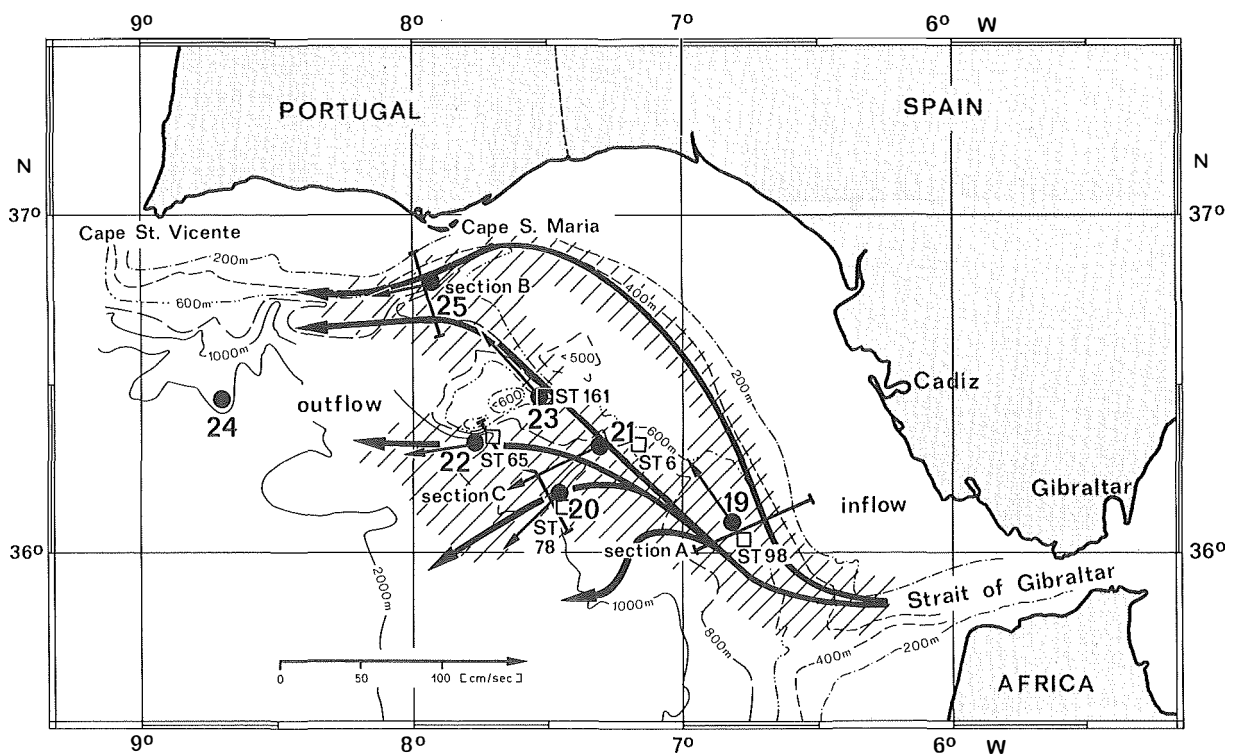 9° 8° 7° 6° W
PORTUGAL
SPAIN
N
N
37°
37°
Cape St. Vicente
Cape S. Maria
200m
section B
400m
600m
25
200m
1000m
500
Cadiz
600
ST 161
outflow
24
23
21
600m
22
ST 65
ST 6
section C
19
Gibraltar
20
inflow
ST
78
section A
ST 98
36°
36°
2000m
1000m
Strait of Gibraltar
800m
400m
200m
0 50 100 [cm/sec]
AFRICA
9° 8° 7° 6° W